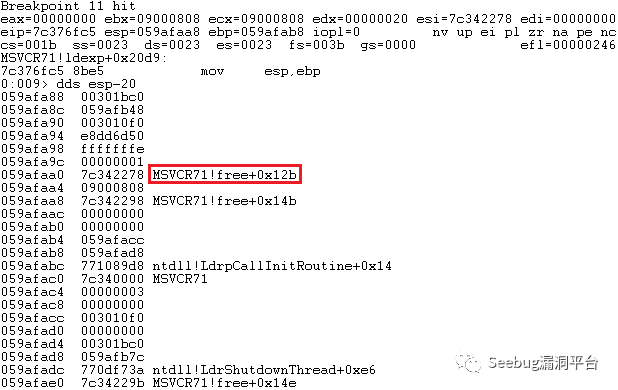 Breakpoint 11 hit
eax=00000000 ebx=09000808 ecx=09000808 edx=00000020 esi=7c342278 edi=00000000
eip=7c376fc5 esp=059afaa8 ebp=059afab8 iopl=0         nv up ei pl zr na pe nc
cs=001b  ss=0023  ds=0023  es=0023  fs=003b  gs=0000             efl=00000246
MSVCR71!ldexp+0x20d9:
7c376fc5 8be5            mov     esp,ebp
0:009> dds esp-20
059afa88  00301bc0
059afa8c  059afb48
059afa90  003010f0
059afa94  e8dd6d50
059afa98  fffffffe
059afa9c  00000001
059afaa0  7c342278 MSVCR71!free+0x12b
059afaa4  09000808
059afaa8  7c342298 MSVCR71!free+0x14b
059afaac  00000000
059afab0  00000000
059afab4  059afacc
059afab8  059afad8
059afabc  771089d8 ntdll!LdrpCallInitRoutine+0x14
059afac0  7c340000 MSVCR71
059afac4  00000003
059afac8  00000000
059afacc  003010f0
059afad0  00000000
059afad4  00301bc0
059afad8  059afb7c
059afadc  770df73a ntdll!LdrShutdownThread+0xe6
059afae0  7c34229b MSVCR71!free+0x14e
Seebug漏洞平台